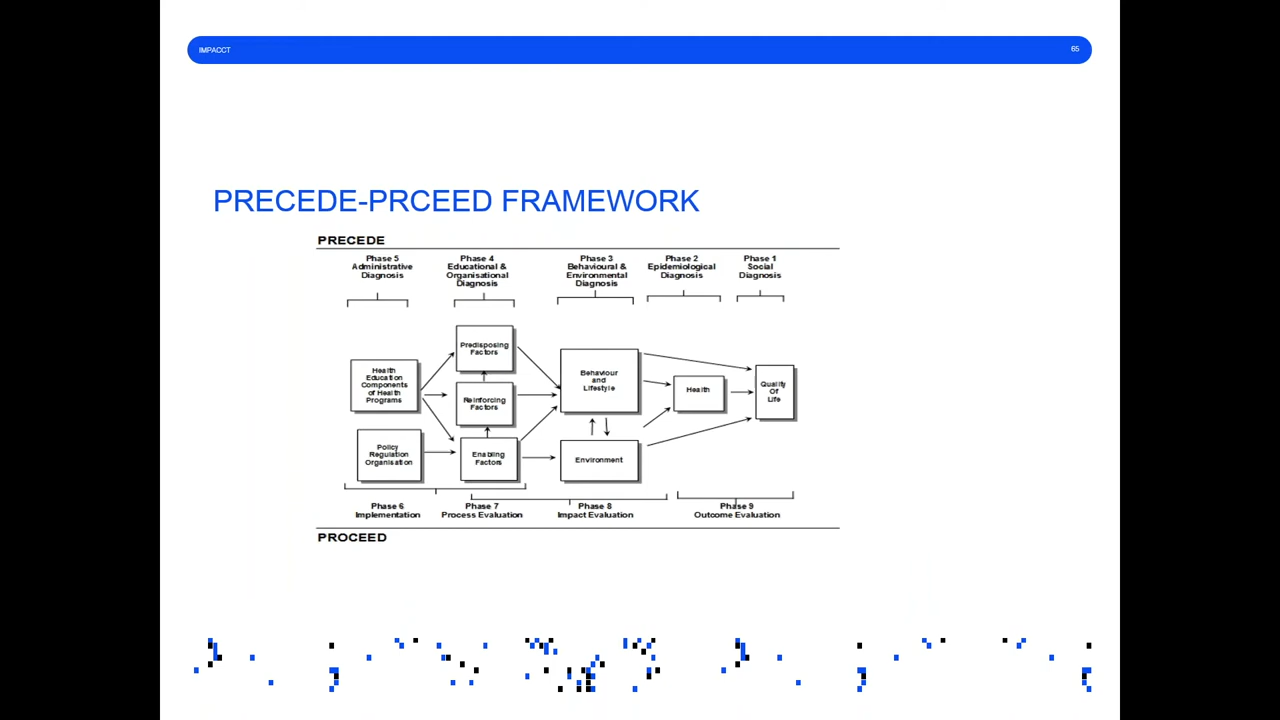 IMPACCT
65
PRECEDE-PRCEED FRAMEWORK
PRECEDE
Phase 5
Administrative
Diagnosis
Phase 4
Educational &
Organisational
Diagnosis
Phase 3
Behavioural &
Environmental
Diagnosis
Phase 2
Epidemiological
Diagnosis
Phase 1
Social
Diagnosis
Health
Education
Components
of Health
Programs
Policy
Regulation
Organisation
Predisposing
Factors
Reinforcing
Factors
Enabling
Factors
Behaviour
and
Lifestyle
Environment
Health
Quality
Of
Life
Phase 6
Implementation
Phase 7
Process Evaluation
Phase 8
Impact Evaluation
Phase 9
Outcome Evaluation
PROCEED